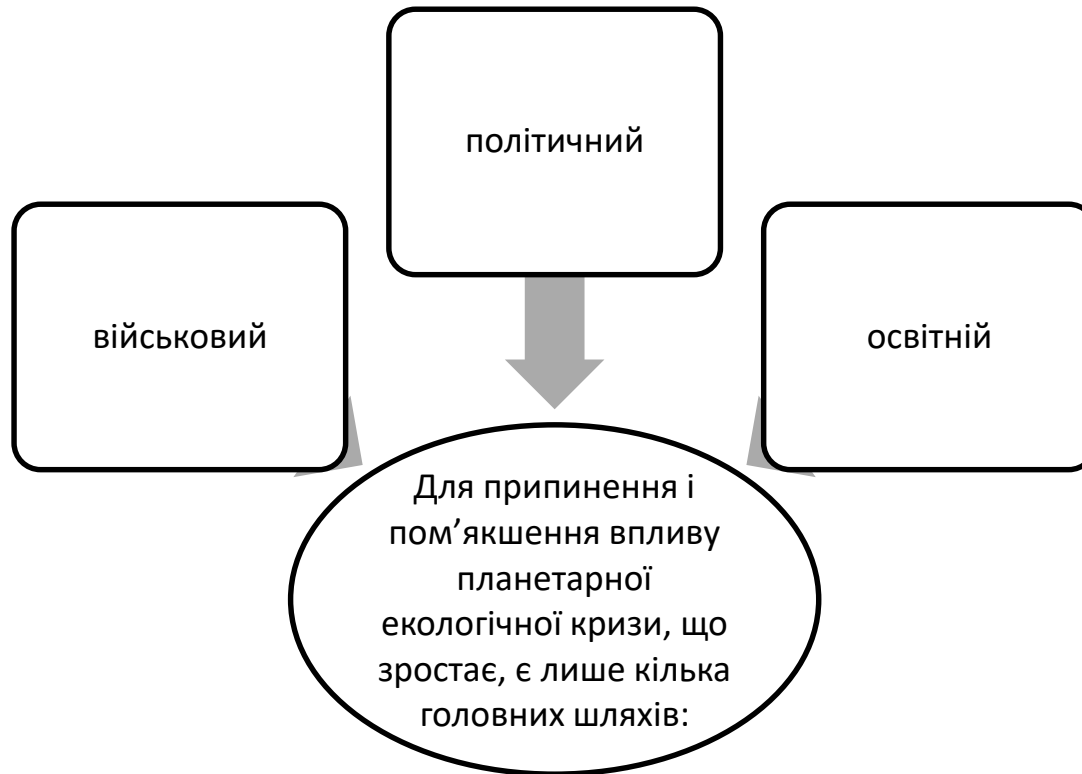 політичний
військовий
освітній
Для припинення і
пом’якшення впливу
планетарної
екологічної кризи, що
зростає, є лише кілька
головних шляхів: